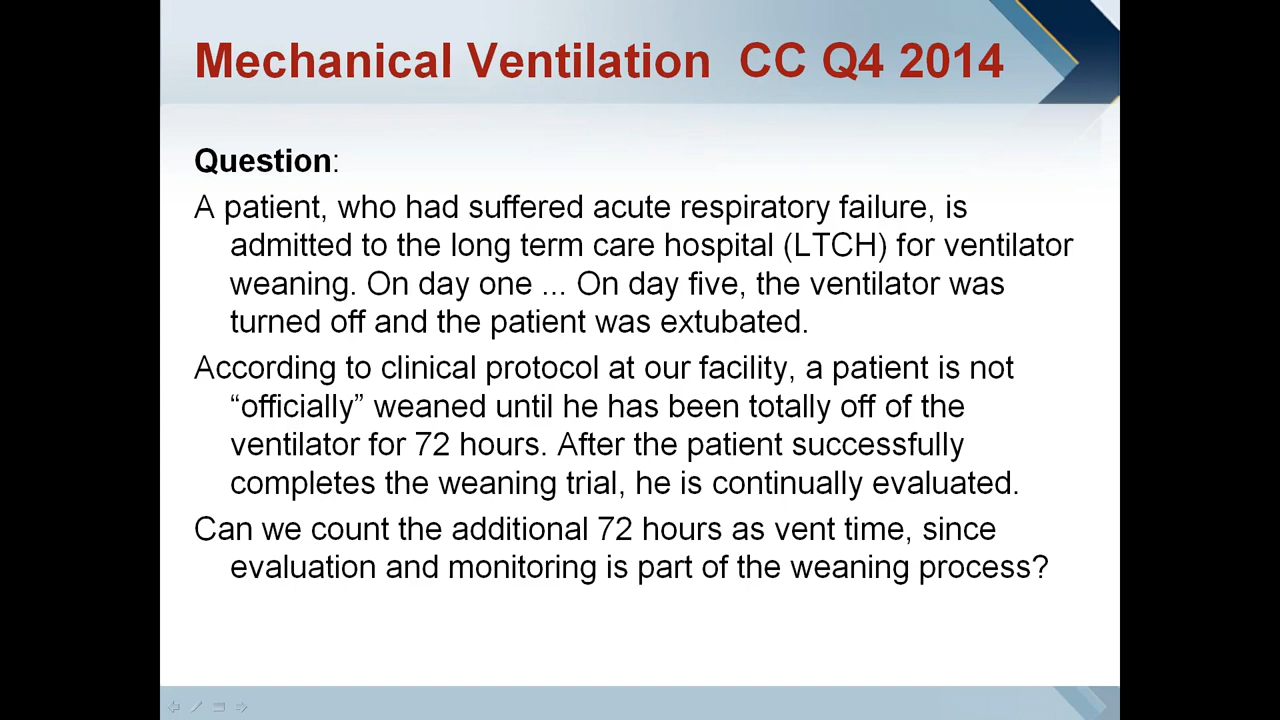 Mechanical Ventilation  CC Q4 2014
Question:
A patient, who had suffered acute respiratory failure, is
admitted to the long term care hospital (LTCH) for ventilator
weaning. On day one ... On day five, the ventilator was
turned off and the patient was extubated.
According to clinical protocol at our facility, a patient is not
“officially” weaned until he has been totally off of the
ventilator for 72 hours. After the patient successfully
completes the weaning trial, he is continually evaluated.
Can we count the additional 72 hours as vent time, since
evaluation and monitoring is part of the weaning process?